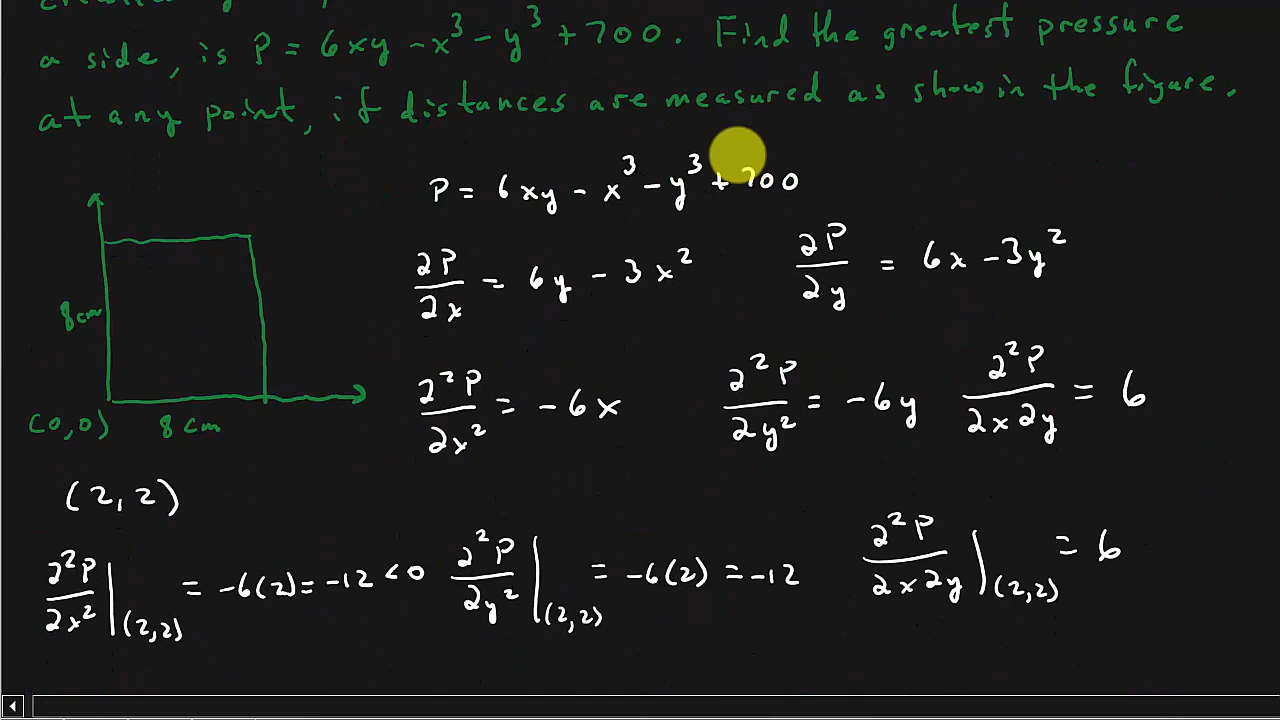 a side, is P = 6xy - x³ - y³ + 700. Find the greatest pressure
at any point, if distances are measured as show in the figure.
P = 6xy - x³ - y³ + 700
∂P/∂x = 6y - 3x² ∂P/∂y = 6x - 3y²
8cm
∂²P/∂x² = -6x ∂²P/∂y² = -6y ∂²P/∂x∂y = 6
(0,0) 8cm
(2,2)
∂²P/∂x² |(2,2) = -6(2) = -12 < 0 ∂²P/∂y² |(2,2) = -6(2) = -12 ∂²P/∂x∂y |(2,2) = 6